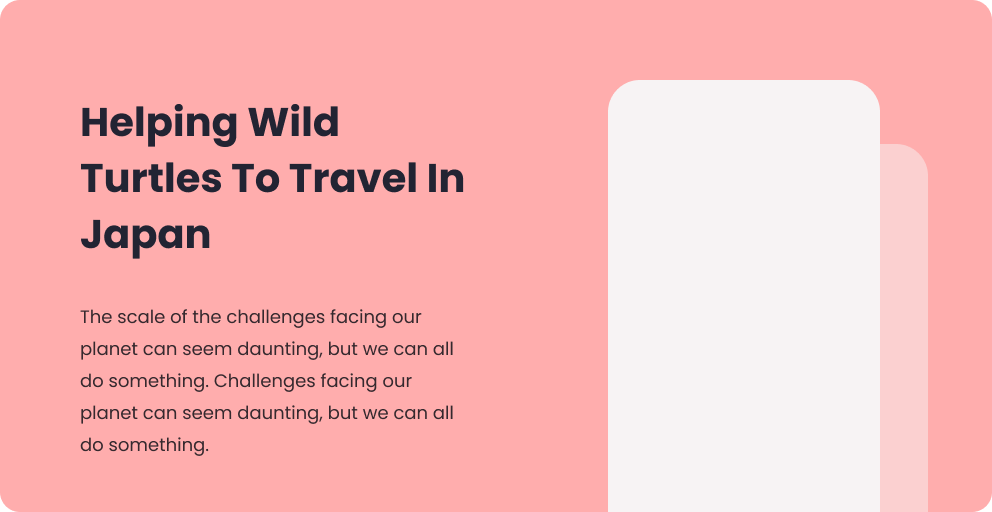 Helping Wild
Turtles To Travel In
Japan
The scale of the challenges facing our
planet can seem daunting, but we can all
do something. Challenges facing our
planet can seem daunting, but we can all
do something.